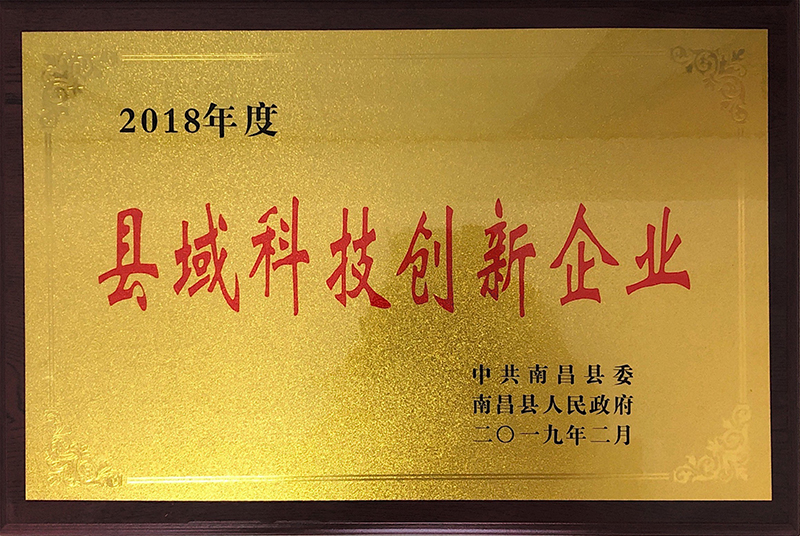 2018年度
县域科技创新企业
中共南昌县委
南昌县人民政府
二〇一九年二月